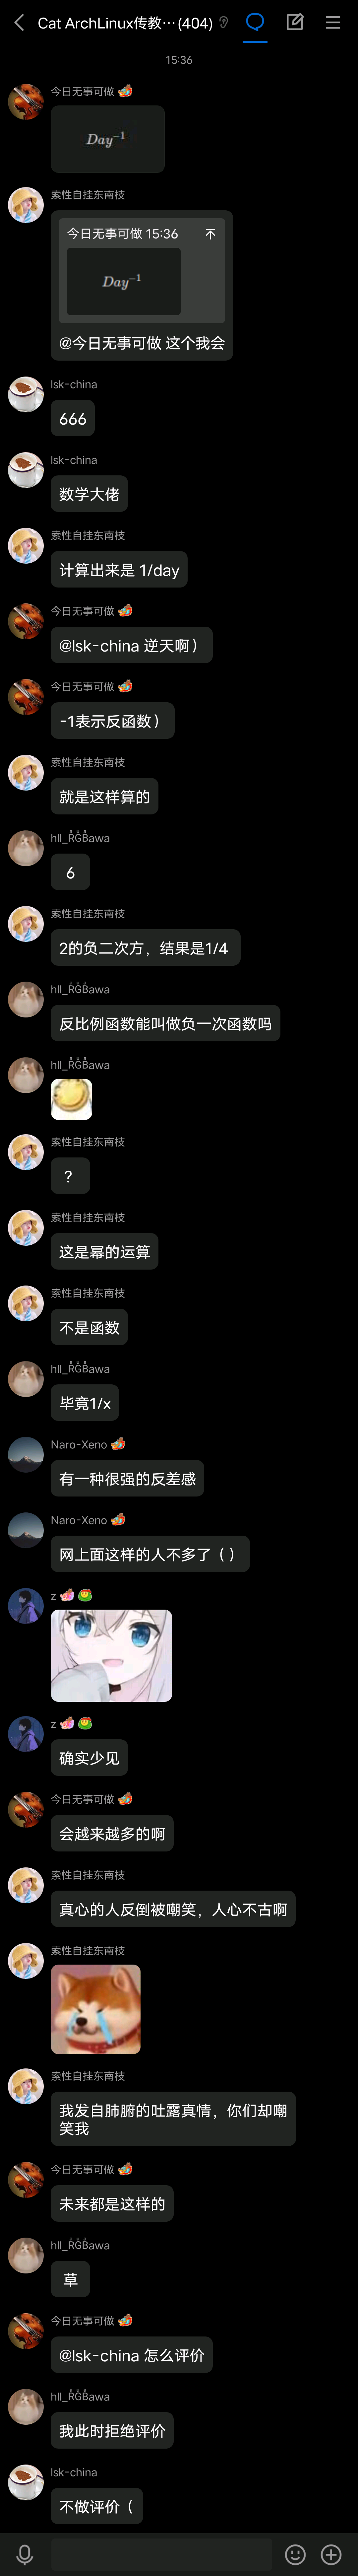 Cat ArchLinux传教…(404)
15:36
今日无事可做
Day⁻¹
索性自挂东南枝
今日无事可做 15:36
Day⁻¹
@今日无事可做 这个我会
lsk-china
666
lsk-china
数学大佬
索性自挂东南枝
计算出来是 1/day
今日无事可做
@lsk-china 逆天啊）
今日无事可做
-1表示反函数）
索性自挂东南枝
就是这样算的
hll_RGBawa
6
索性自挂东南枝
2的负二次方，结果是1/4
hll_RGBawa
反比例函数能叫做负一次函数吗
hll_RGBawa
索性自挂东南枝
？
索性自挂东南枝
这是幂的运算
索性自挂东南枝
不是函数
hll_RGBawa
毕竟1/x
Naro-Xeno
有一种很强的反差感
Naro-Xeno
网上面这样的人不多了（）
z
z
确实少见
今日无事可做
会越来越多的啊
索性自挂东南枝
真心的人反倒被嘲笑，人心不古啊
索性自挂东南枝
索性自挂东南枝
我发自肺腑的吐露真情，你们却嘲
笑我
今日无事可做
未来都是这样的
hll_RGBawa
草
今日无事可做
@lsk-china 怎么评价
hll_RGBawa
我此时拒绝评价
lsk-china
不做评价（